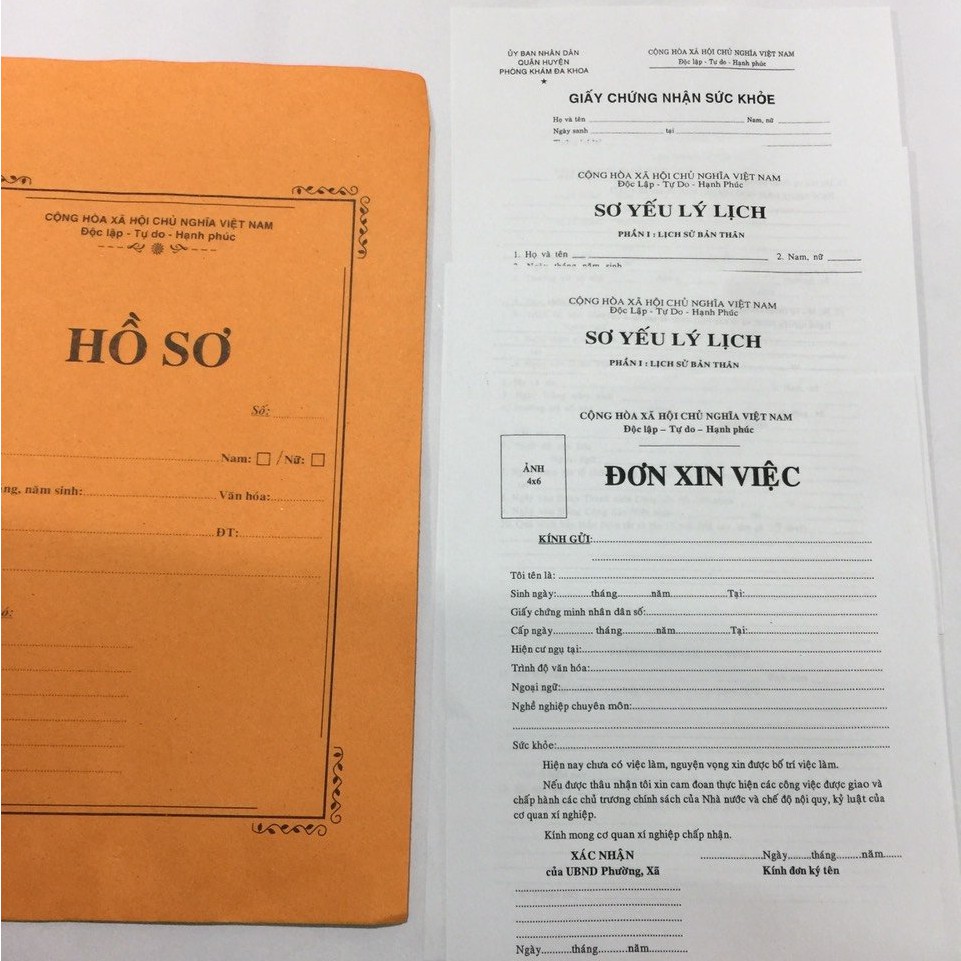 CỘNG HÒA XÃ HỘI CHỦ NGHĨA VIỆT NAM
Độc lập - Tự do - Hạnh phúc
HỒ SƠ
Số:
Nam: / Nữ:
năm sinh: Văn hóa:
ĐT:
ỦY BAN NHÂN DÂN
QUẬN HUYỆN
PHÒNG KHÁM ĐA KHOA
CỘNG HÒA XÃ HỘI CHỦ NGHĨA VIỆT NAM
Độc lập - Tự do - Hạnh phúc
GIẤY CHỨNG NHẬN SỨC KHỎE
Họ và tên Nam, nữ
Ngày sanh tại
CỘNG HÒA XÃ HỘI CHỦ NGHĨA VIỆT NAM
Độc Lập - Tự Do - Hạnh Phúc
SƠ YẾU LÝ LỊCH
PHẦN I : LỊCH SỬ BẢN THÂN
1. Họ và tên 2. Nam, nữ
CỘNG HÒA XÃ HỘI CHỦ NGHĨA VIỆT NAM
Độc Lập - Tự Do - Hạnh Phúc
SƠ YẾU LÝ LỊCH
PHẦN I : LỊCH SỬ BẢN THÂN
CỘNG HÒA XÃ HỘI CHỦ NGHĨA VIỆT NAM
Độc lập – Tự do – Hạnh phúc
ẢNH
4x6
ĐƠN XIN VIỆC
KÍNH GỬI:
Tôi tên là:
Sinh ngày:...........tháng...........năm....................Tại:
Giấy chứng minh nhân dân số:
Cấp ngày............. tháng...........năm...................Tại:
Hiện cư ngụ tại:
Trình độ văn hóa:
Ngoại ngữ:
Nghề nghiệp chuyên môn:
Sức khỏe:
Hiện nay chưa có việc làm, nguyện vọng xin được bố trí việc làm.
Nếu được thâu nhận tôi xin cam đoan thực hiện các công việc được giao và
chấp hành các chủ trương chính sách của Nhà nước và chế độ nội quy, kỷ luật của
cơ quan xí nghiệp.
Kính mong cơ quan xí nghiệp chấp nhận.
XÁC NHẬN
của UBND Phường, Xã
....................Ngày.......tháng........năm......
Kính đơn ký tên
Ngày..........tháng..........năm.............